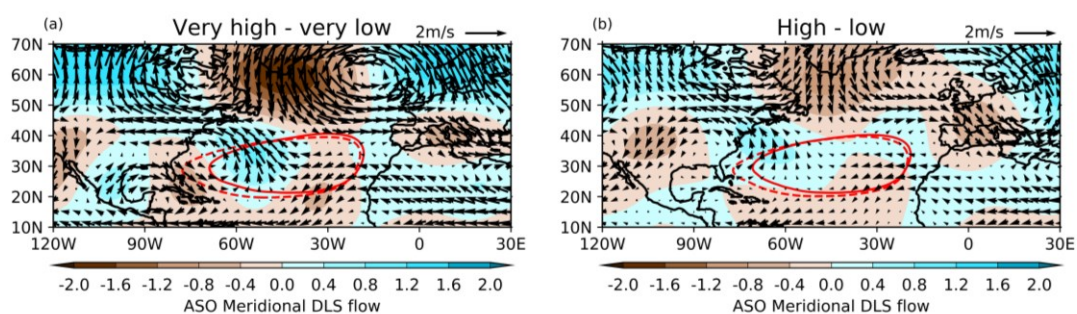 (a) Very high - very low 2m/s
70N
60N
50N
40N
30N
20N
10N
120W 90W 60W 30W 0 30E
-2.0 -1.6 -1.2 -0.8 -0.4 0.0 0.4 0.8 1.2 1.6 2.0
ASO Meridional DLS flow
(b) High - low 2m/s
70N
60N
50N
40N
30N
20N
10N
120W 90W 60W 30W 0 30E
-2.0 -1.6 -1.2 -0.8 -0.4 0.0 0.4 0.8 1.2 1.6 2.0
ASO Meridional DLS flow